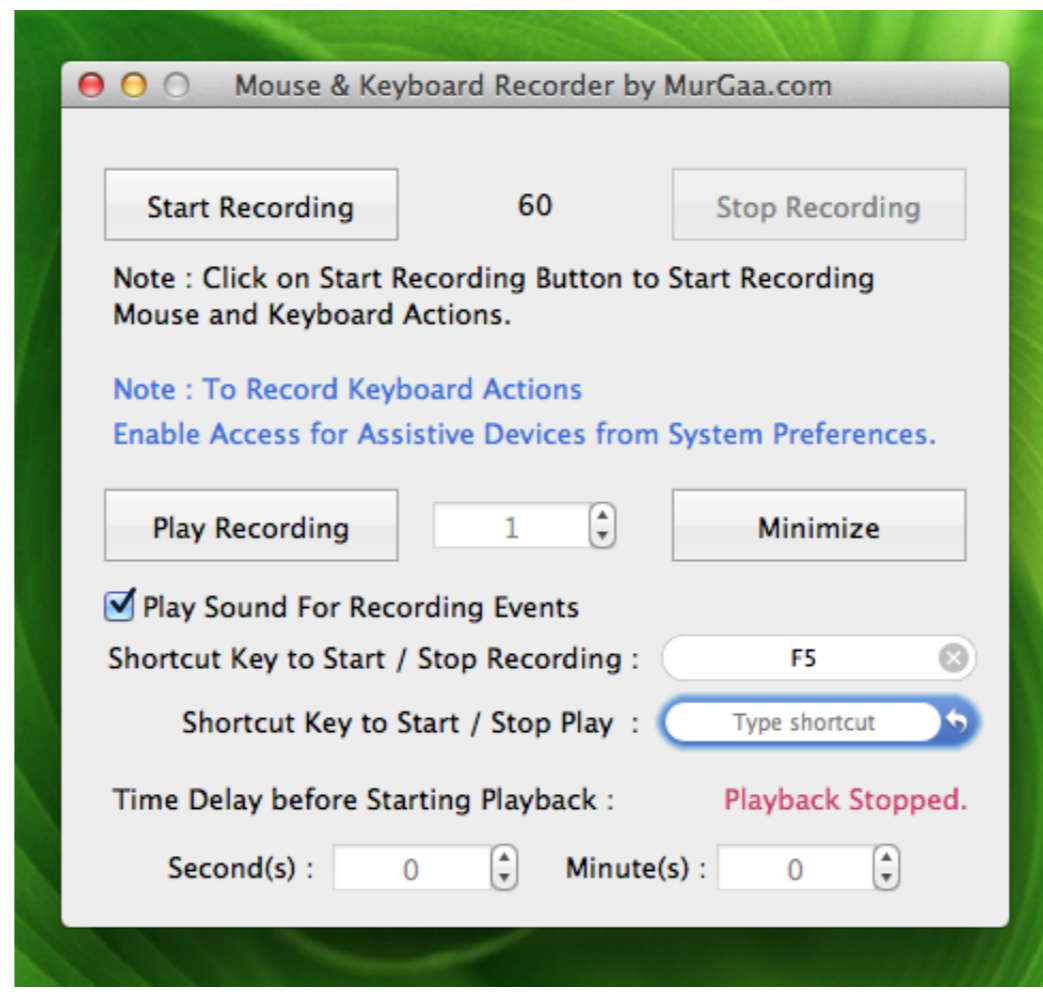 Mouse & Keyboard Recorder by MurGaa.com
Start Recording
60
Stop Recording
Note : Click on Start Recording Button to Start Recording
Mouse and Keyboard Actions.
Note : To Record Keyboard Actions
Enable Access for Assistive Devices from System Preferences.
Play Recording
1
Minimize
Play Sound For Recording Events
Shortcut Key to Start / Stop Recording :
F5
Shortcut Key to Start / Stop Play :
Type shortcut
Time Delay before Starting Playback :
Playback Stopped.
Second(s) :
0
Minute(s) :
0